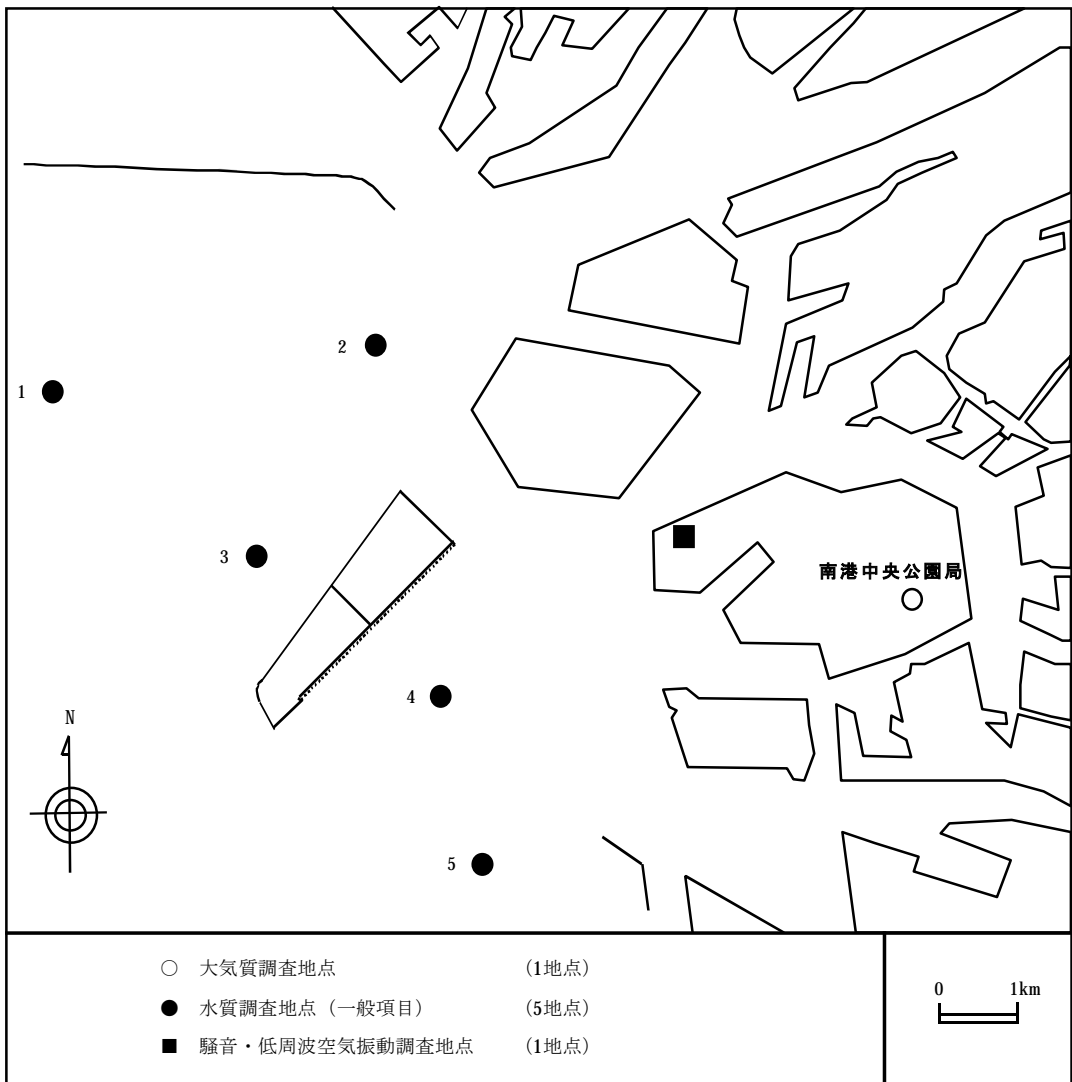 2
1
3
南港中央公園局
4
N
5
○ 大気質調査地点 (1地点)
● 水質調査地点（一般項目） (5地点)
■ 騒音・低周波空気振動調査地点 (1地点)
0 1km